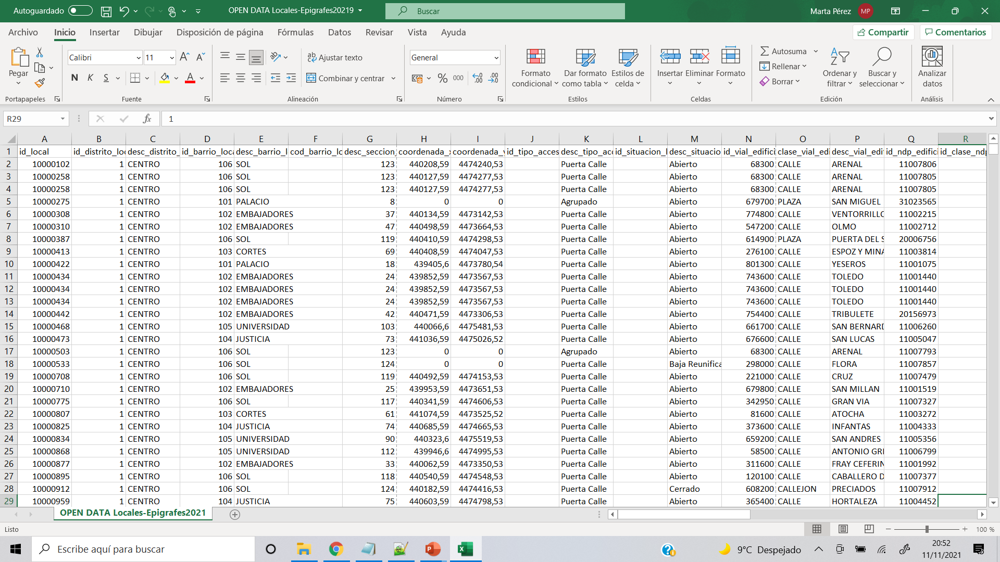 Autoguardado OPEN DATA Locales-Epigrafes20219 Buscar Marta Pérez MP
Archivo Inicio Insertar Dibujar Disposición de página Fórmulas Datos Revisar Vista Ayuda Compartir Comentarios
Calibri 11 Ajustar texto General Autosuma
Pegar Formato condicional Dar formato como tabla Estilos de celda Insertar Eliminar Formato Rellenar Ordenar y filtrar Buscar y seleccionar Analizar datos
N K S Combinar y centrar % 000 Borrar
Portapapeles Fuente Alineación Número Estilos Celdas Edición Análisis
R29 fx 1
A B C D E F G H I J K L M N O P Q R
1 id_local id_distrito_loc desc_distrito_ id_barrio_loca desc_barrio_l cod_barrio_lo desc_seccion_ coordenada_x coordenada_y id_tipo_acces desc_tipo_acc id_situacion_l desc_situacio id_vial_edifici clase_vial_edi desc_vial_edi id_ndp_edifici id_clase_ndp
2 10000102 1 CENTRO 106 SOL 123 440208,59 4474240,53 Puerta Calle Abierto 68300 CALLE ARENAL 11007806
3 10000258 1 CENTRO 106 SOL 123 440127,59 4474277,53 Puerta Calle Abierto 68300 CALLE ARENAL 11007805
4 10000258 1 CENTRO 106 SOL 123 440127,59 4474277,53 Puerta Calle Abierto 68300 CALLE ARENAL 11007805
5 10000275 1 CENTRO 101 PALACIO 8 0 0 Agrupado Abierto 679700 PLAZA SAN MIGUEL 31023565
6 10000308 1 CENTRO 102 EMBAJADORES 37 440134,59 4473142,53 Puerta Calle Abierto 774800 CALLE VENTORRILLO 11002215
7 10000310 1 CENTRO 102 EMBAJADORES 47 440498,59 4473664,53 Puerta Calle Abierto 547200 CALLE OLMO 11002712
8 10000387 1 CENTRO 106 SOL 119 440410,59 4474298,53 Puerta Calle Abierto 614900 PLAZA PUERTA DEL S 20006756
9 10000413 1 CENTRO 103 CORTES 69 440408,59 4474047,53 Puerta Calle Abierto 276100 CALLE ESPOZ Y MINA 11003814
10 10000422 1 CENTRO 101 PALACIO 18 439405,6 4473780,54 Puerta Calle Abierto 801300 CALLE YESEROS 11001075
11 10000434 1 CENTRO 102 EMBAJADORES 24 439852,59 4473567,53 Puerta Calle Abierto 743600 CALLE TOLEDO 11001440
12 10000434 1 CENTRO 102 EMBAJADORES 24 439852,59 4473567,53 Puerta Calle Abierto 743600 CALLE TOLEDO 11001440
13 10000434 1 CENTRO 102 EMBAJADORES 24 439852,59 4473567,53 Puerta Calle Abierto 743600 CALLE TOLEDO 11001440
14 10000442 1 CENTRO 102 EMBAJADORES 42 440471,59 4473306,53 Puerta Calle Abierto 754400 CALLE TRIBULETE 20156973
15 10000468 1 CENTRO 105 UNIVERSIDAD 103 440066,6 4475481,53 Puerta Calle Abierto 661700 CALLE SAN BERNARD 11006260
16 10000473 1 CENTRO 104 JUSTICIA 73 441036,59 4475026,52 Puerta Calle Abierto 676600 CALLE SAN LUCAS 11005047
17 10000503 1 CENTRO 106 SOL 123 0 0 Agrupado Abierto 68300 CALLE ARENAL 11007793
18 10000533 1 CENTRO 106 SOL 124 0 0 Puerta Calle Baja Reunifica 298000 CALLE FLORA 11007857
19 10000708 1 CENTRO 106 SOL 119 440492,59 4474153,53 Puerta Calle Abierto 221000 CALLE CRUZ 11007479
20 10000710 1 CENTRO 102 EMBAJADORES 25 439953,59 4473651,53 Puerta Calle Abierto 679800 CALLE SAN MILLAN 11001519
21 10000775 1 CENTRO 106 SOL 117 440341,59 4474606,53 Puerta Calle Abierto 342950 CALLE GRAN VIA 11007327
22 10000807 1 CENTRO 103 CORTES 61 441074,59 4473525,52 Puerta Calle Abierto 81600 CALLE ATOCHA 11003272
23 10000825 1 CENTRO 104 JUSTICIA 74 440685,59 4474665,53 Puerta Calle Abierto 373600 CALLE INFANTAS 11004333
24 10000834 1 CENTRO 105 UNIVERSIDAD 90 440323,6 4475519,53 Puerta Calle Abierto 659200 CALLE SAN ANDRES 11005356
25 10000868 1 CENTRO 105 UNIVERSIDAD 112 439946,6 4474995,53 Puerta Calle Abierto 58500 CALLE ANTONIO GRI 11006799
26 10000877 1 CENTRO 102 EMBAJADORES 33 440062,59 4473350,53 Puerta Calle Abierto 311600 CALLE FRAY CEFERIN 11001992
27 10000895 1 CENTRO 106 SOL 118 440540,59 4474548,53 Puerta Calle Abierto 120100 CALLE CABALLERO D 11007377
28 10000912 1 CENTRO 106 SOL 124 440182,59 4474416,53 Puerta Calle Cerrado 608200 CALLEJON PRECIADOS 11007912
29 10000959 1 CENTRO 104 JUSTICIA 75 440603,59 4474798,53 Puerta Calle Abierto 365400 CALLE HORTALEZA 11004452
OPEN DATA Locales-Epigrafes2021
Listo 100 %
Escribe aquí para buscar 9°C Despejado 20:52
11/11/2021